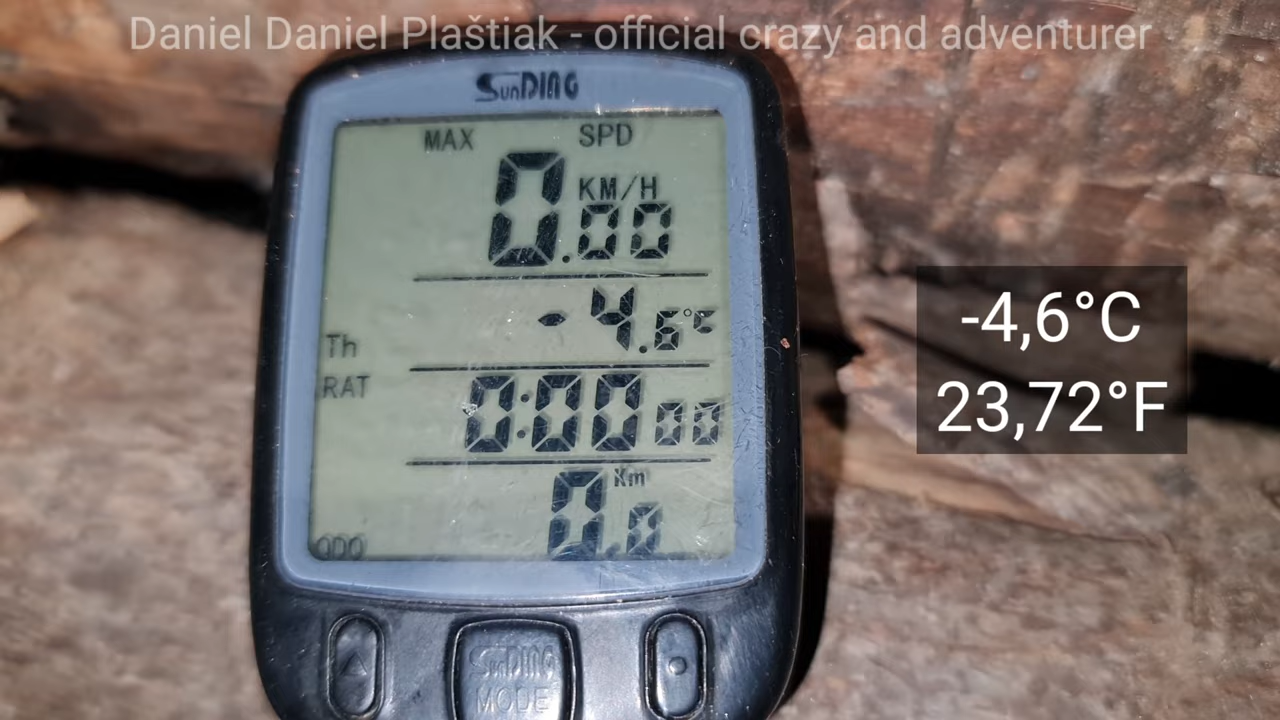 Daniel Daniel Plaštiak - official crazy and adventurer
SunDING
MAX SPD
0.00 KM/H
Th -4.6°C
RAT 0:00 00
ODO 0.0 Km
-4,6°C
23,72°F
SunDING
MODE